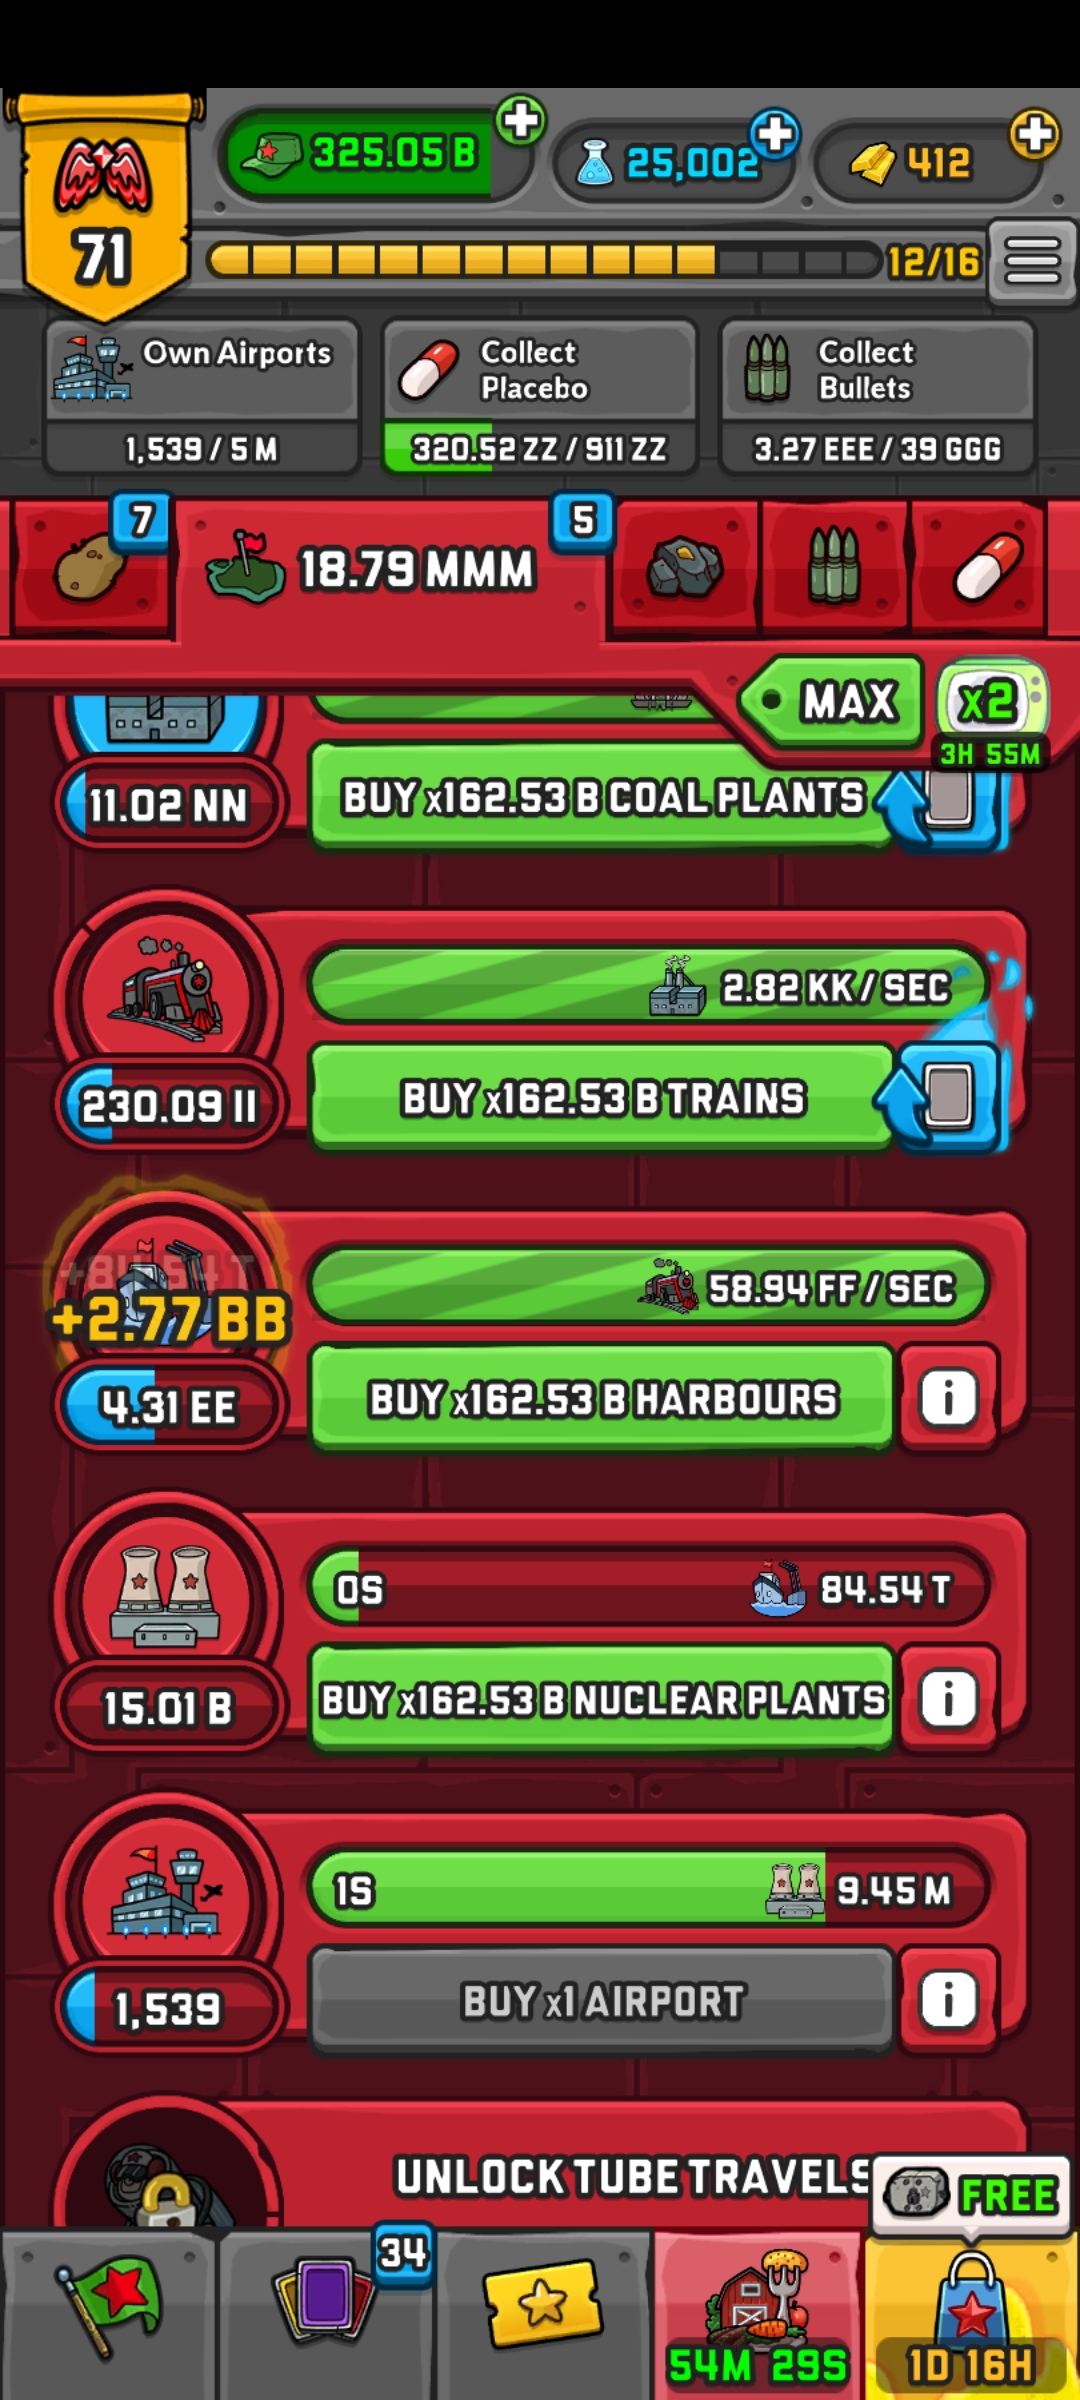 325.05 B
25,002
412
71
12/16
Own Airports
Collect
Placebo
Collect
Bullets
1,539 / 5 M
320.52 ZZ / 911 ZZ
3.27 EEE / 39 GGG
7
18.79 MMM
5
MAX
x2
3H 55M
11.02 NN
BUY x162.53 B COAL PLANTS
2.82 KK / SEC
230.09 II
BUY x162.53 B TRAINS
+84.54 T
+2.77 BB
58.94 FF / SEC
4.31 EE
BUY x162.53 B HARBOURS
i
0S
84.54 T
15.01 B
BUY x162.53 B NUCLEAR PLANTS
i
1S
9.45 M
1,539
BUY x1 AIRPORT
i
UNLOCK TUBE TRAVELS
FREE
34
54M 29S
1D 16H